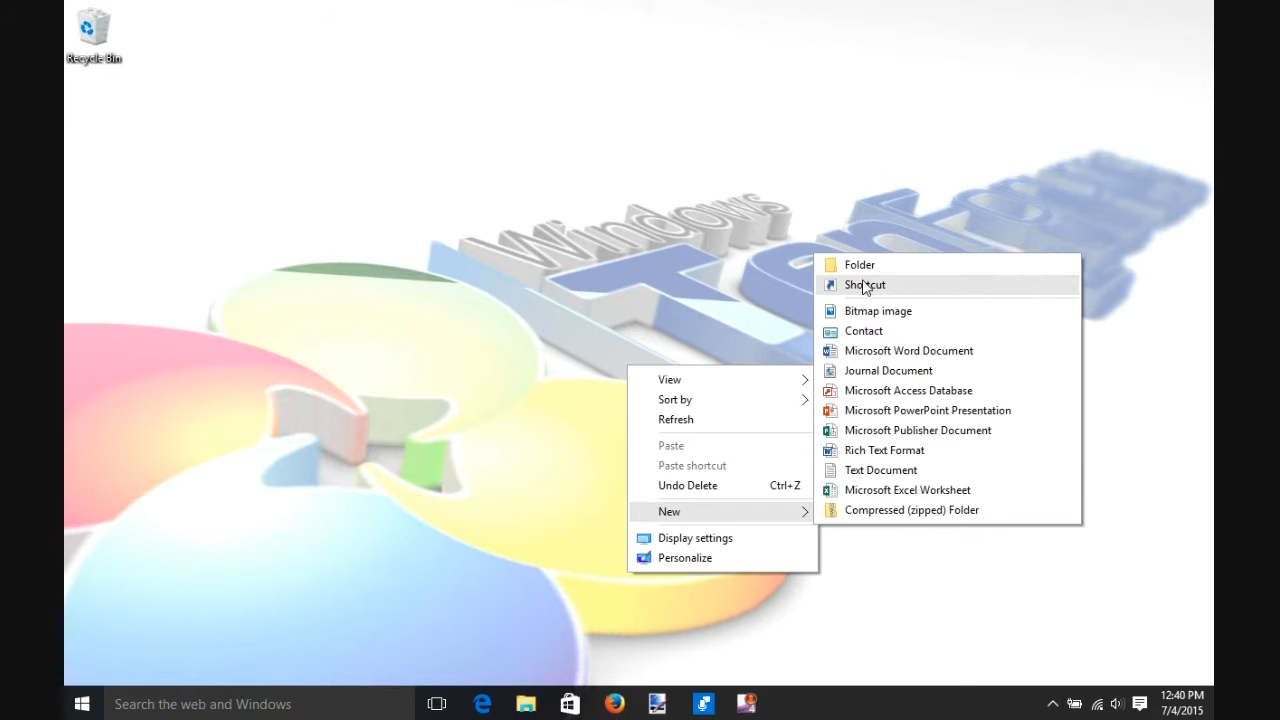 Recycle Bin
Windows
Folder
Shortcut
Bitmap image
Contact
Microsoft Word Document
Journal Document
Microsoft Access Database
Microsoft PowerPoint Presentation
Microsoft Publisher Document
Rich Text Format
Text Document
Microsoft Excel Worksheet
Compressed (zipped) Folder
View
Sort by
Refresh
Paste
Paste shortcut
Undo Delete Ctrl+Z
New
Display settings
Personalize
Search the web and Windows
12:40 PM
7/4/2015